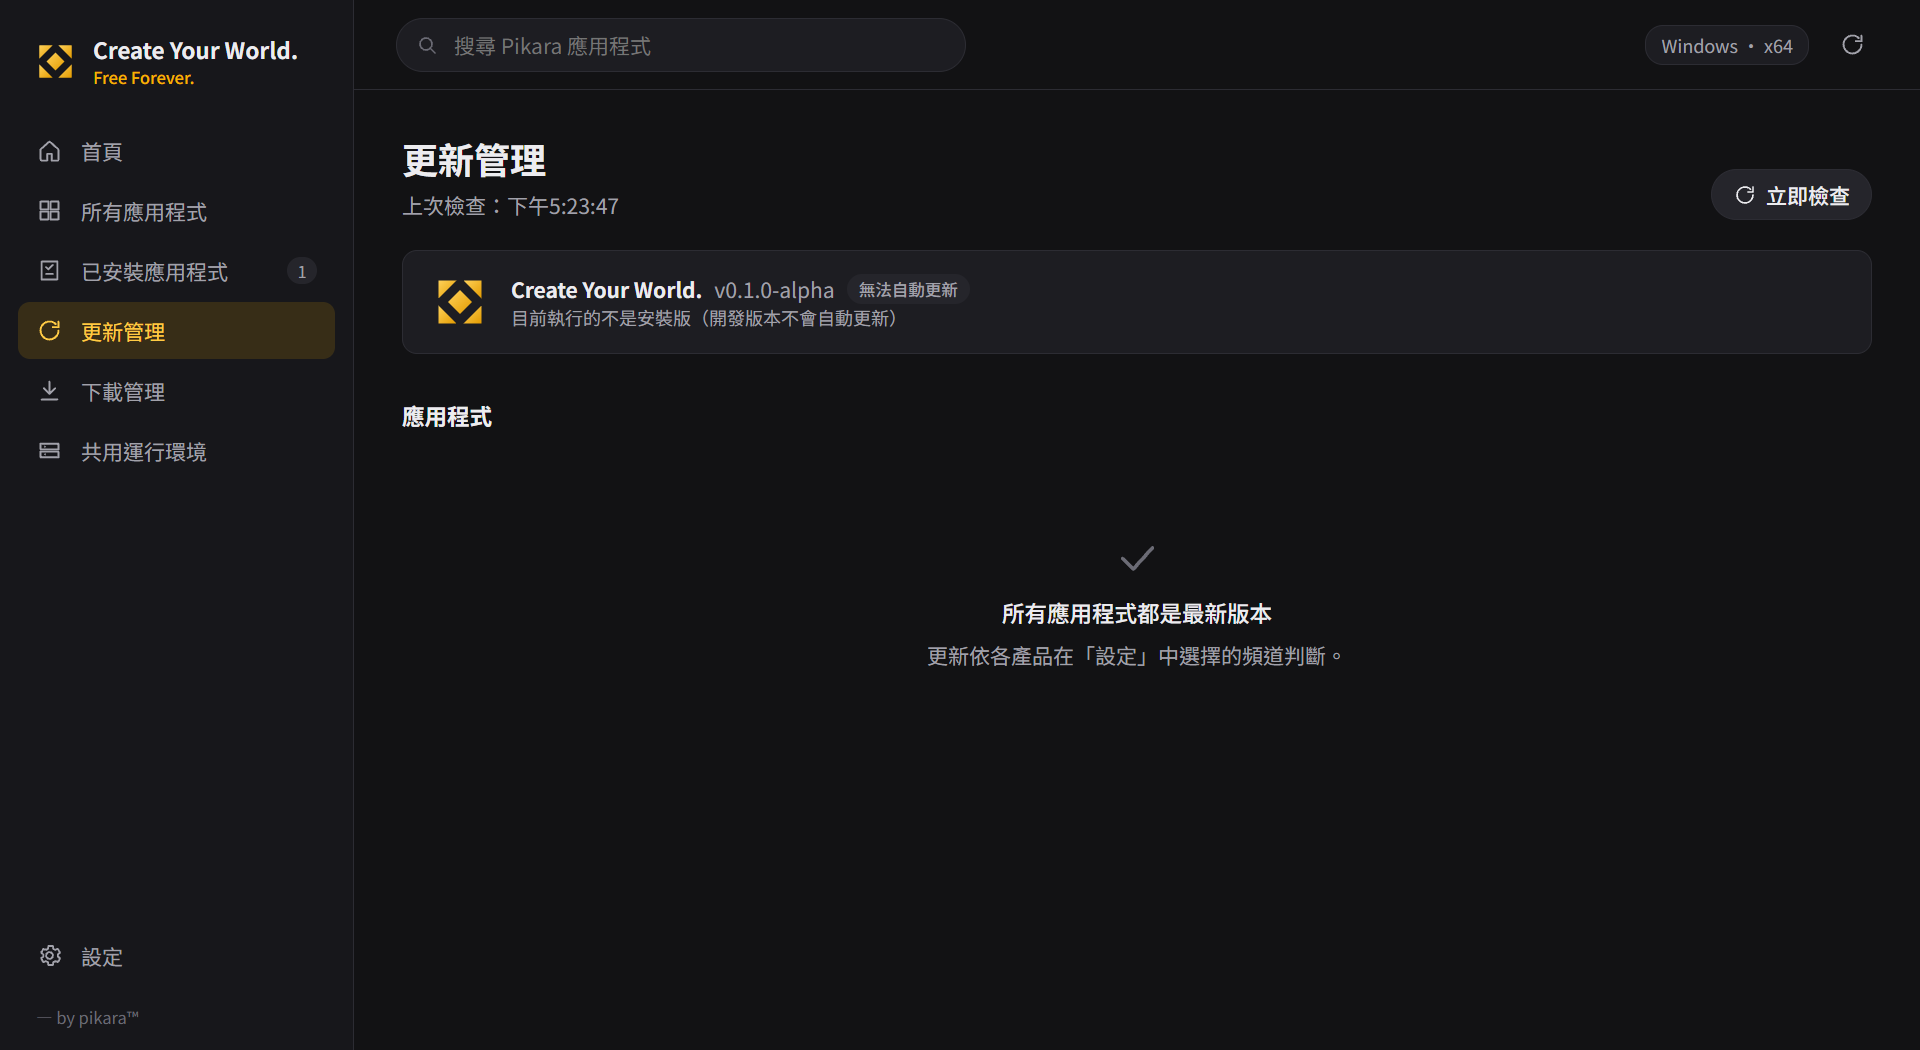 Create Your World.
Free Forever.
搜尋 Pikara 應用程式
Windows • x64
首頁
所有應用程式
已安裝應用程式 1
更新管理
下載管理
共用運行環境
設定
— by pikara™
更新管理
上次檢查：下午5:23:47
立即檢查
Create Your World. v0.1.0-alpha 無法自動更新
目前執行的不是安裝版（開發版本不會自動更新）
應用程式
所有應用程式都是最新版本
更新依各產品在「設定」中選擇的頻道判斷。